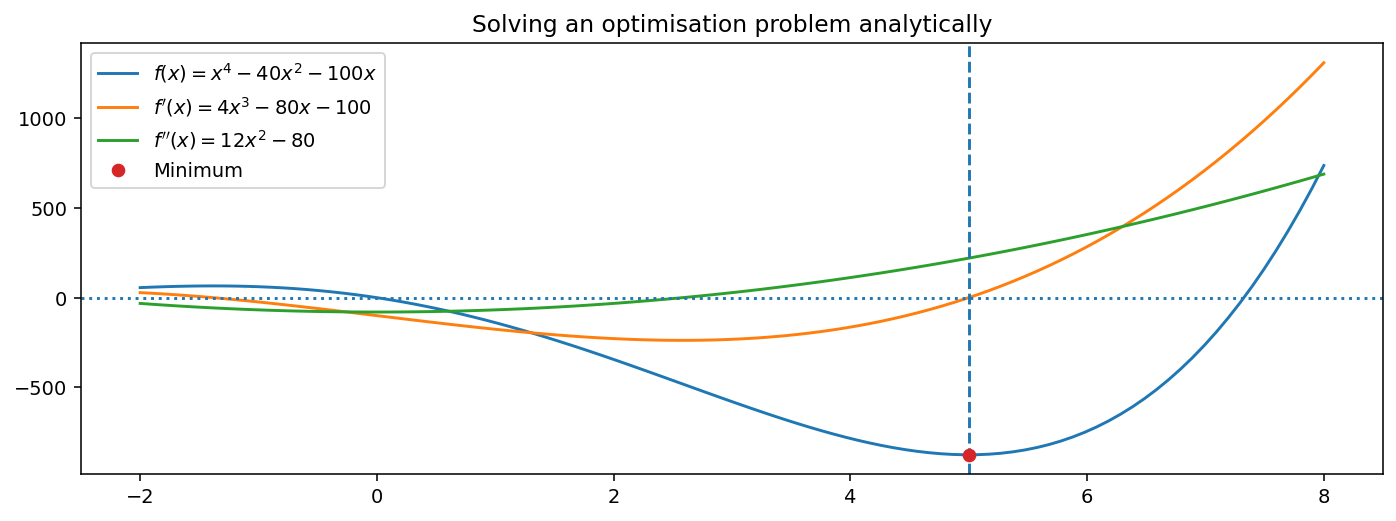 Solving an optimisation problem analytically
f(x) = x⁴ − 40x² − 100x
f′(x) = 4x³ − 80x − 100
f′′(x) = 12x² − 80
Minimum
1000
500
0
−500
−2 0 2 4 6 8